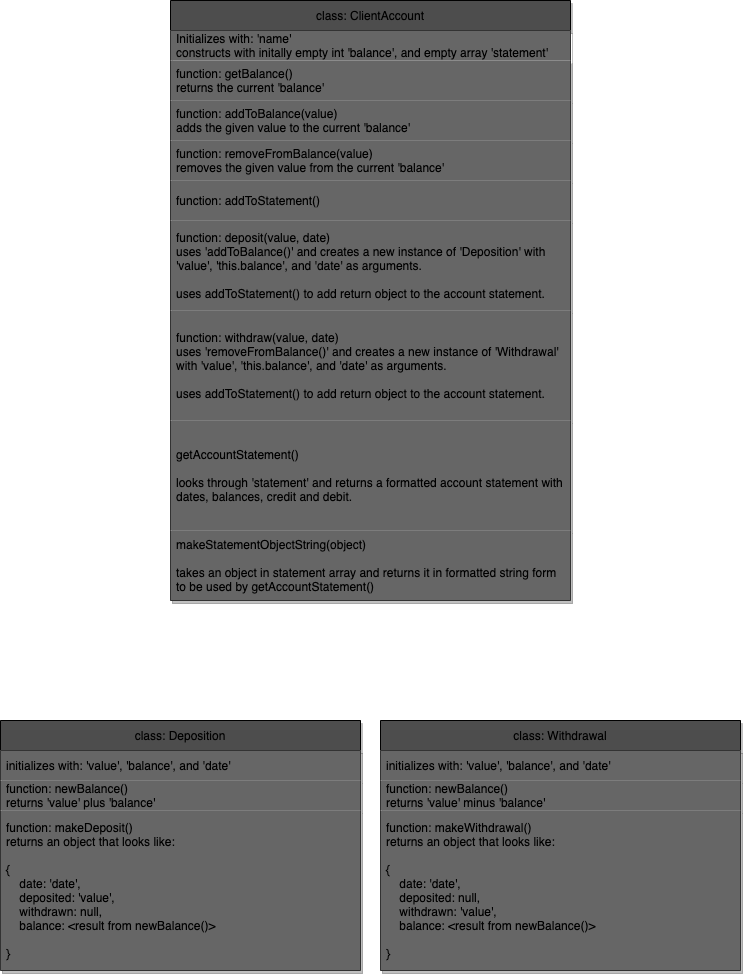 class: ClientAccount
Initializes with: 'name'
constructs with initally empty int 'balance', and empty array 'statement'
function: getBalance()
returns the current 'balance'
function: addToBalance(value)
adds the given value to the current 'balance'
function: removeFromBalance(value)
removes the given value from the current 'balance'
function: addToStatement()
function: deposit(value, date)
uses 'addToBalance()' and creates a new instance of 'Deposition' with
'value', 'this.balance', and 'date' as arguments.
uses addToStatement() to add return object to the account statement.
function: withdraw(value, date)
uses 'removeFromBalance()' and creates a new instance of 'Withdrawal'
with 'value', 'this.balance', and 'date' as arguments.
uses addToStatement() to add return object to the account statement.
getAccountStatement()
looks through 'statement' and returns a formatted account statement with
dates, balances, credit and debit.
makeStatementObjectString(object)
takes an object in statement array and returns it in formatted string form
to be used by getAccountStatement()
class: Deposition
initializes with: 'value', 'balance', and 'date'
function: newBalance()
returns 'value' plus 'balance'
function: makeDeposit()
returns an object that looks like:
{
date: 'date',
deposited: 'value',
withdrawn: null,
balance: <result from newBalance()>
}
class: Withdrawal
initializes with: 'value', 'balance', and 'date'
function: newBalance()
returns 'value' minus 'balance'
function: makeWithdrawal()
returns an object that looks like:
{
date: 'date',
deposited: null,
withdrawn: 'value',
balance: <result from newBalance()>
}